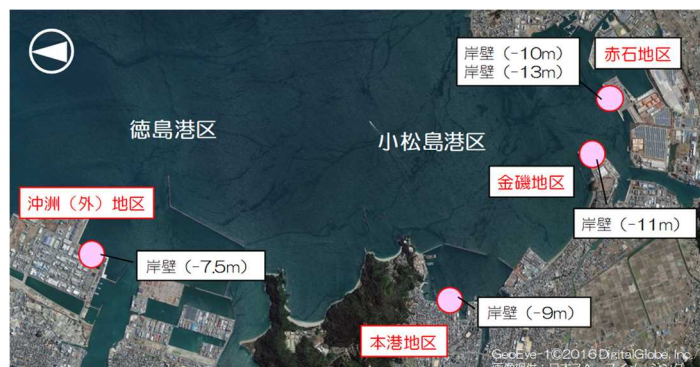 岸壁（-10m）
岸壁（-13m）
赤石地区
徳島港区
小松島港区
金磯地区
沖洲（外）地区
岸壁（-11m）
岸壁（-7.5m）
岸壁（-9m）
本港地区
GeoEye-1©2016 DigitalGlobe, Inc.